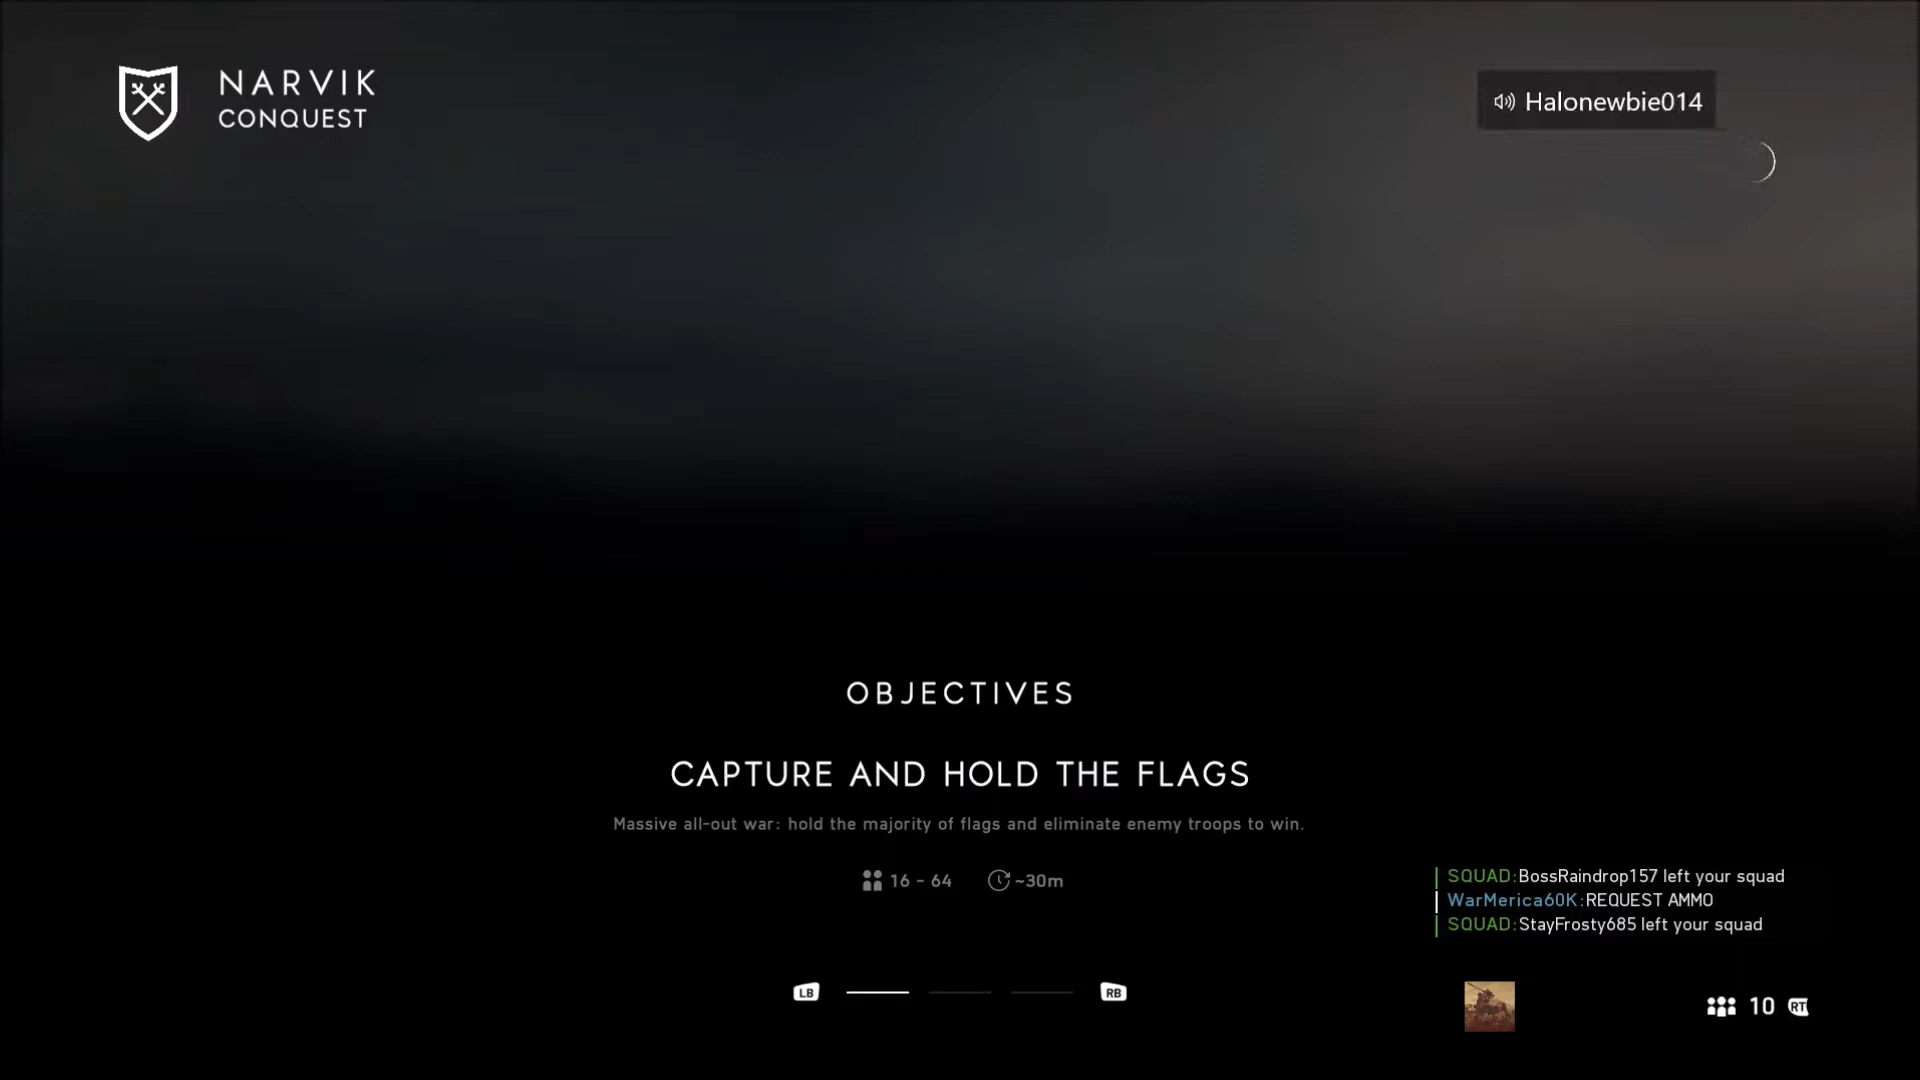 NARVIK
CONQUEST
Halonewbie014
OBJECTIVES
CAPTURE AND HOLD THE FLAGS
Massive all-out war: hold the majority of flags and eliminate enemy troops to win.
16 - 64 ~30m
SQUAD:BossRaindrop157 left your squad
WarMerica60K:REQUEST AMMO
SQUAD:StayFrosty685 left your squad
LB RB
10 RT